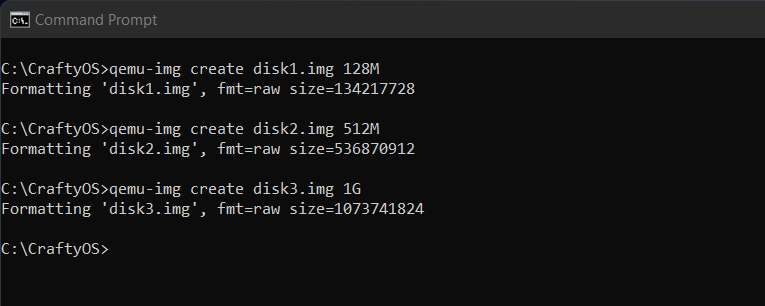 Command Prompt
C:\CraftyOS>qemu-img create disk1.img 128M
Formatting 'disk1.img', fmt=raw size=134217728
C:\CraftyOS>qemu-img create disk2.img 512M
Formatting 'disk2.img', fmt=raw size=536870912
C:\CraftyOS>qemu-img create disk3.img 1G
Formatting 'disk3.img', fmt=raw size=1073741824
C:\CraftyOS>